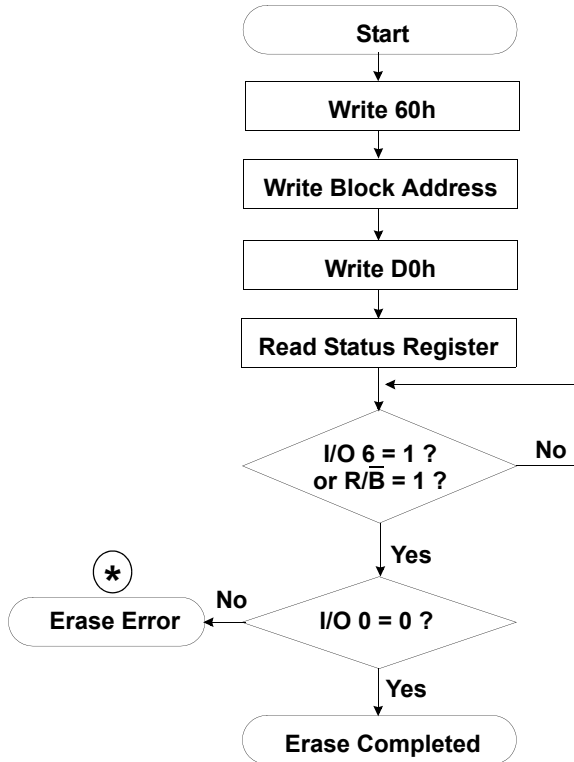 Start
Write 60h
Write Block Address
Write D0h
Read Status Register
I/O 6 = 1 ?
or R/B̅ = 1 ?
No
Yes
*
No
Erase Error
I/O 0 = 0 ?
Yes
Erase Completed